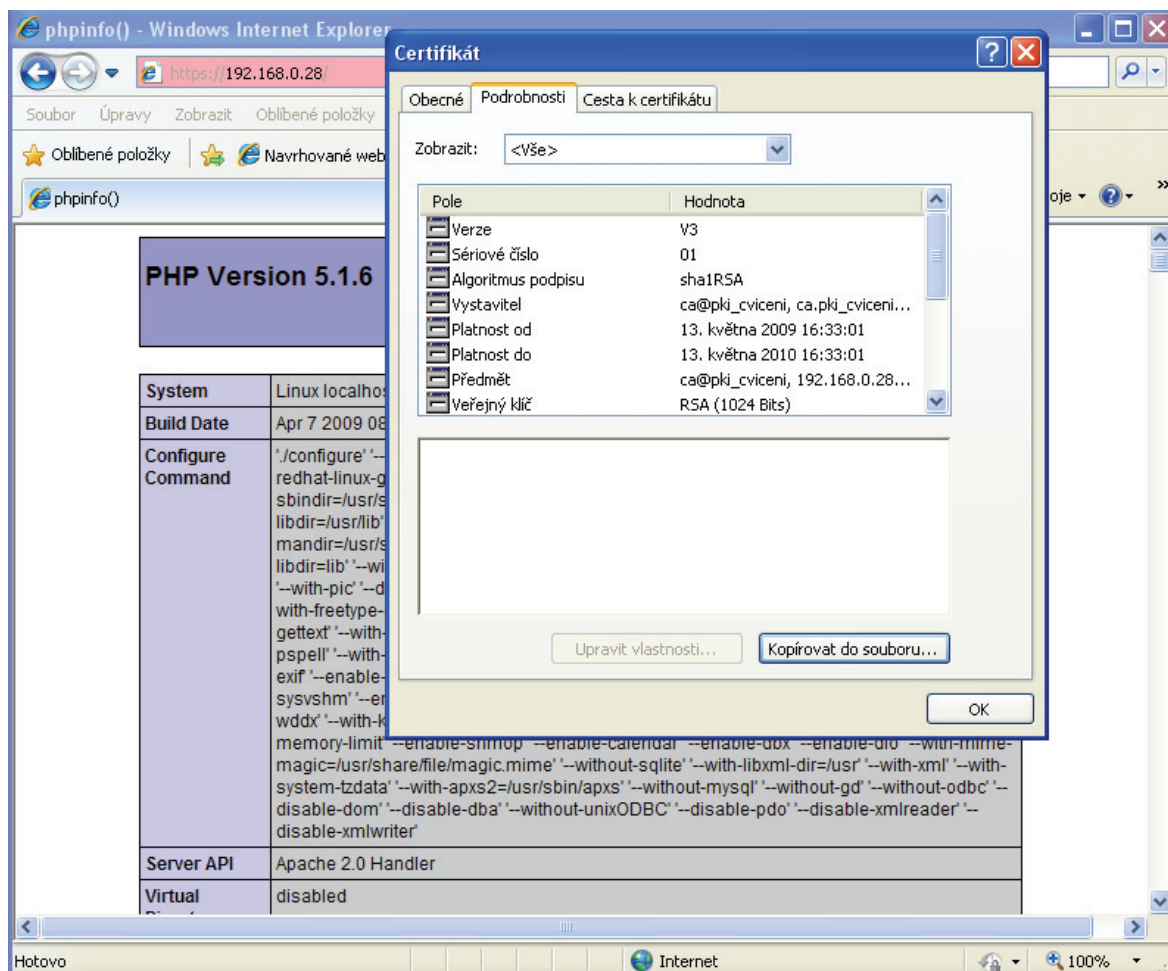 phpinfo() - Windows Internet Explorer
https://192.168.0.28/
Soubor Úpravy Zobrazit Oblíbené položky
Oblíbené položky Navrhované web
phpinfo()
oje
»
Certifikát
Obecné Podrobnosti Cesta k certifikátu
Zobrazit: <Vše>
Pole Hodnota
Verze V3
Sériové číslo 01
Algoritmus podpisu sha1RSA
Vystavitel ca@pki_cviceni, ca.pki_cviceni...
Platnost od 13. května 2009 16:33:01
Platnost do 13. května 2010 16:33:01
Předmět ca@pki_cviceni, 192.168.0.28...
Veřejný klíč RSA (1024 Bits)
Upravit vlastnosti... Kopírovat do souboru...
OK
PHP Version 5.1.6
System Linux localhos
Build Date Apr 7 2009 08
Configure Command './configure' '--
redhat-linux-g
sbindir=/usr/s
libdir=/usr/lib'
mandir=/usr/s
libdir=lib' '--wi
'--with-pic' '--d
with-freetype-
gettext' '--with-
pspell' '--with-
exif' '--enable-
sysvshm' '--en
wddx' '--with-k
memory-limit' '--enable-shmop' '--enable-calendar' '--enable-dbx' '--enable-dio' '--with-mime-
magic=/usr/share/file/magic.mime' '--without-sqlite' '--with-libxml-dir=/usr' '--with-xml' '--with-
system-tzdata' '--with-apxs2=/usr/sbin/apxs' '--without-mysql' '--without-gd' '--without-odbc' '--
disable-dom' '--disable-dba' '--without-unixODBC' '--disable-pdo' '--disable-xmlreader' '--
disable-xmlwriter'
Server API Apache 2.0 Handler
Virtual disabled
Hotovo Internet 100%